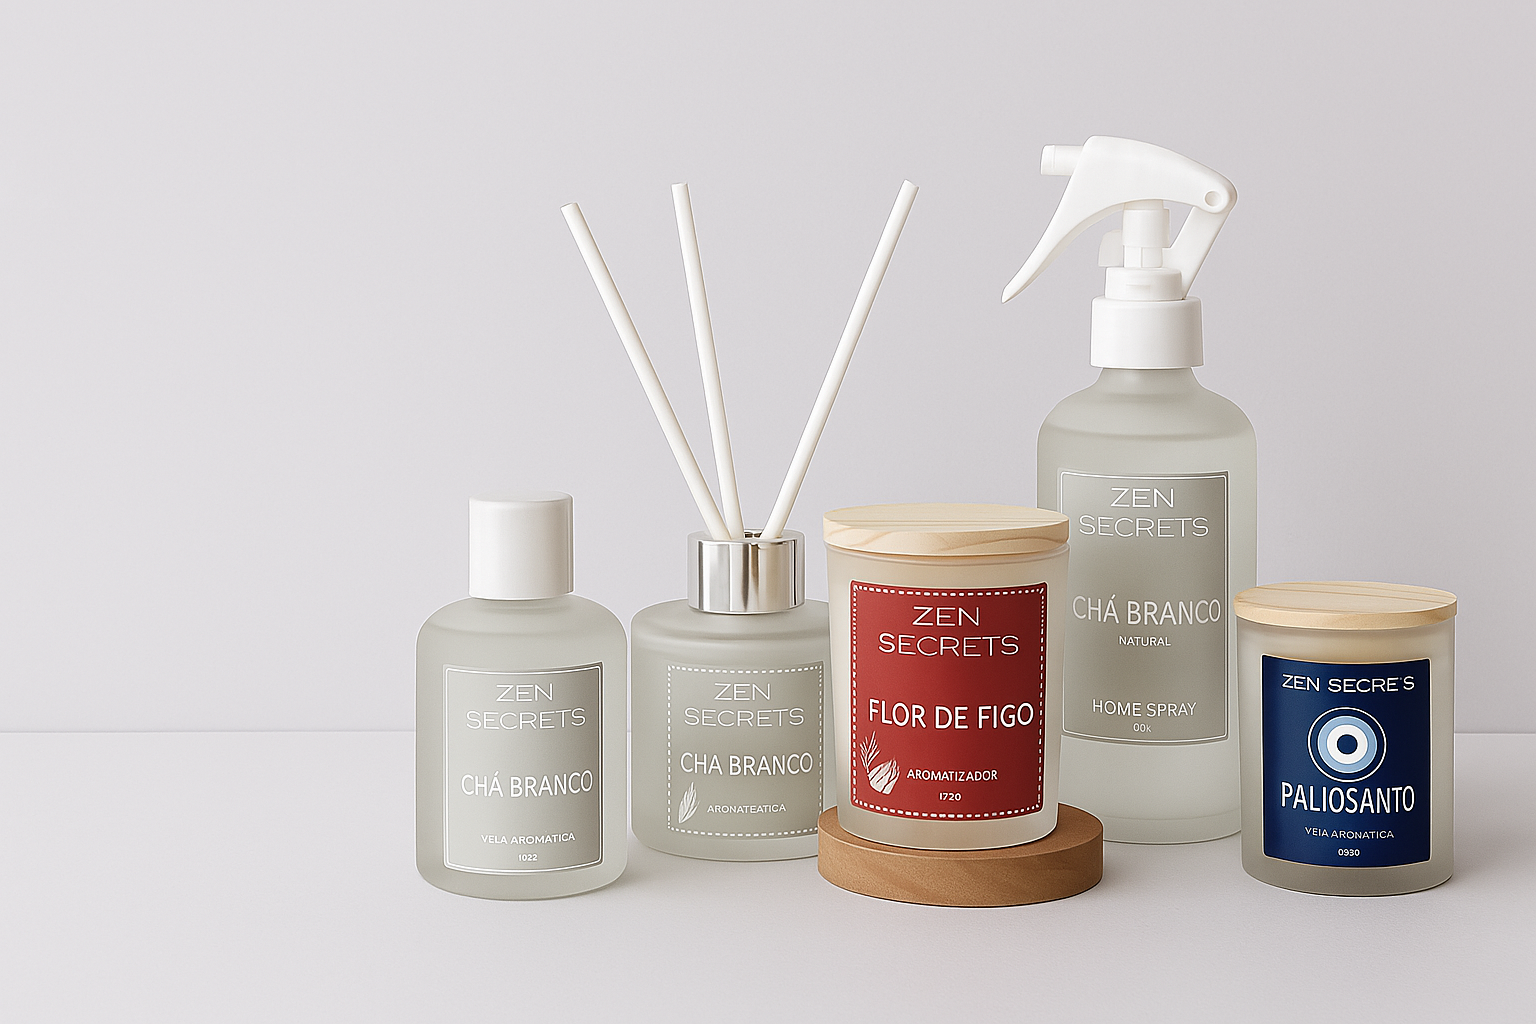 ZEN
SECRETS
CHÁ BRANCO
VELA AROMATICA
1022
ZEN
SECRETS
CHA BRANCO
ARONATEATICA
ZEN
SECRETS
FLOR DE FIGO
AROMATIZADOR
1720
ZEN
SECRETS
CHÁ BRANCO
NATURAL
HOME SPRAY
00k
ZEN SECRE'S
PALIOSANTO
VEIA ARONATICA
0930